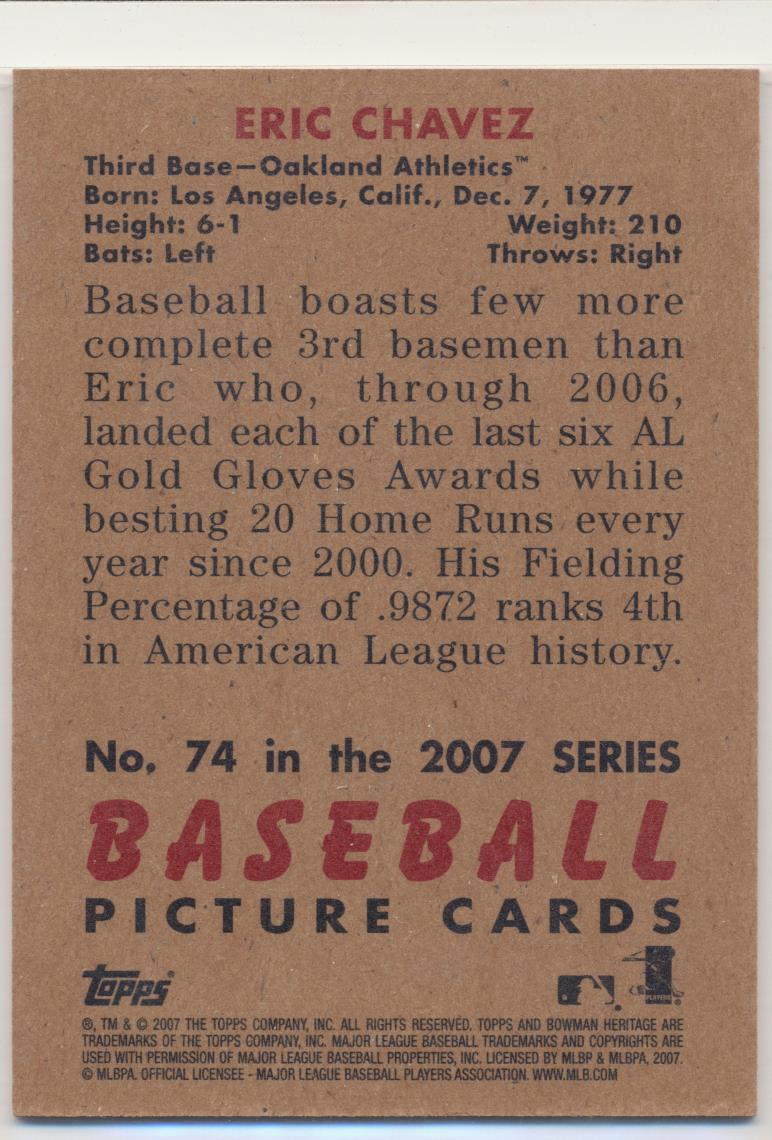 ERIC CHAVEZ
Third Base—Oakland Athletics™
Born: Los Angeles, Calif., Dec. 7, 1977
Height: 6-1 Weight: 210
Bats: Left Throws: Right
Baseball boasts few more
complete 3rd basemen than
Eric who, through 2006,
landed each of the last six AL
Gold Gloves Awards while
besting 20 Home Runs every
year since 2000. His Fielding
Percentage of .9872 ranks 4th
in American League history.
No. 74 in the 2007 SERIES
BASEBALL
PICTURE CARDS
topps®
PLAYERS
®, TM & © 2007 THE TOPPS COMPANY, INC. ALL RIGHTS RESERVED. TOPPS AND BOWMAN HERITAGE ARE
TRADEMARKS OF THE TOPPS COMPANY, INC. MAJOR LEAGUE BASEBALL TRADEMARKS AND COPYRIGHTS ARE
USED WITH PERMISSION OF MAJOR LEAGUE BASEBALL PROPERTIES, INC. LICENSED BY MLBP & MLBPA, 2007.
© MLBPA. OFFICIAL LICENSEE - MAJOR LEAGUE BASEBALL PLAYERS ASSOCIATION. WWW.MLB.COM